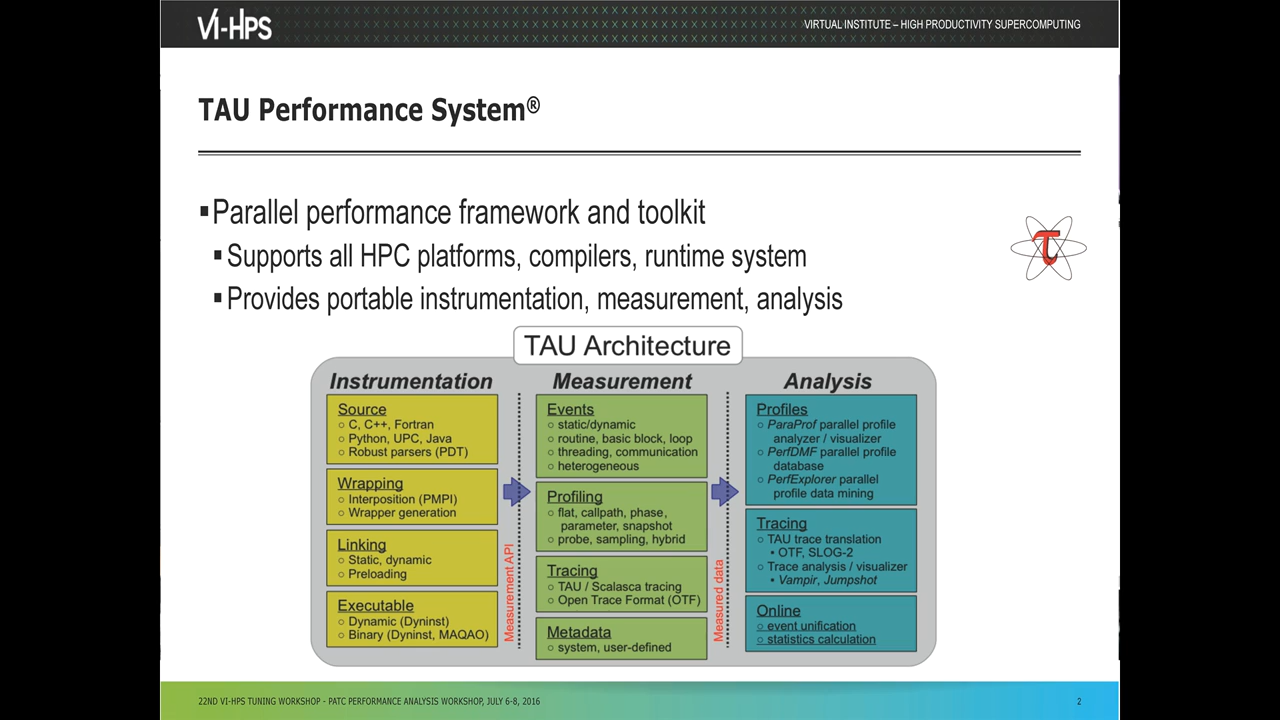 VI-HPS
VIRTUAL INSTITUTE – HIGH PRODUCTIVITY SUPERCOMPUTING
TAU Performance System®
▪Parallel performance framework and toolkit
▪Supports all HPC platforms, compilers, runtime system
▪Provides portable instrumentation, measurement, analysis
τ
TAU Architecture
Instrumentation
Source
○ C, C++, Fortran
○ Python, UPC, Java
○ Robust parsers (PDT)
Wrapping
○ Interposition (PMPI)
○ Wrapper generation
Linking
○ Static, dynamic
○ Preloading
Executable
○ Dynamic (Dyninst)
○ Binary (Dyninst, MAQAO)
Measurement API
Measurement
Events
○ static/dynamic
○ routine, basic block, loop
○ threading, communication
○ heterogeneous
Profiling
○ flat, callpath, phase,
parameter, snapshot
○ probe, sampling, hybrid
Tracing
○ TAU / Scalasca tracing
○ Open Trace Format (OTF)
Metadata
○ system, user-defined
Measured data
Analysis
Profiles
○ ParaProf parallel profile
analyzer / visualizer
○ PerfDMF parallel profile
database
○ PerfExplorer parallel
profile data mining
Tracing
○ TAU trace translation
• OTF, SLOG-2
○ Trace analysis / visualizer
• Vampir, Jumpshot
Online
○ event unification
○ statistics calculation
22ND VI-HPS TUNING WORKSHOP - PATC PERFORMANCE ANALYSIS WORKSHOP, JULY 6-8, 2016
2